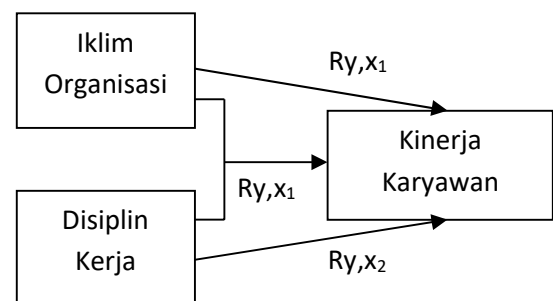 Iklim
Organisasi
Ry,x₁
Kinerja
Karyawan
Ry,x₁
Disiplin
Kerja
Ry,x₂